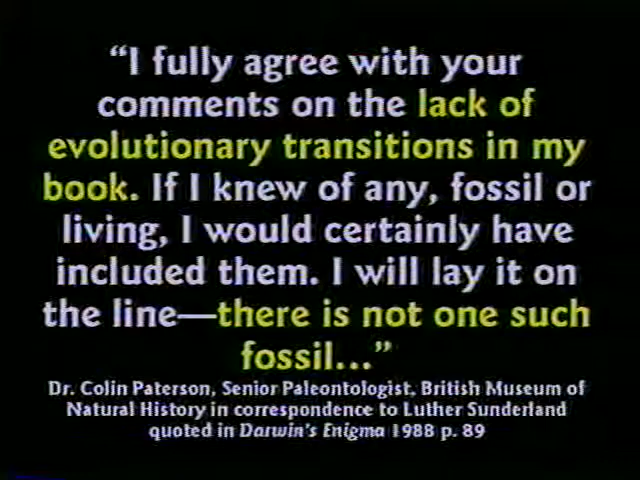 “I fully agree with your
comments on the lack of
evolutionary transitions in my
book. If I knew of any, fossil or
living, I would certainly have
included them. I will lay it on
the line—there is not one such
fossil...”
Dr. Colin Paterson, Senior Paleontologist, British Museum of
Natural History in correspondence to Luther Sunderland
quoted in Darwin's Enigma 1988 p. 89